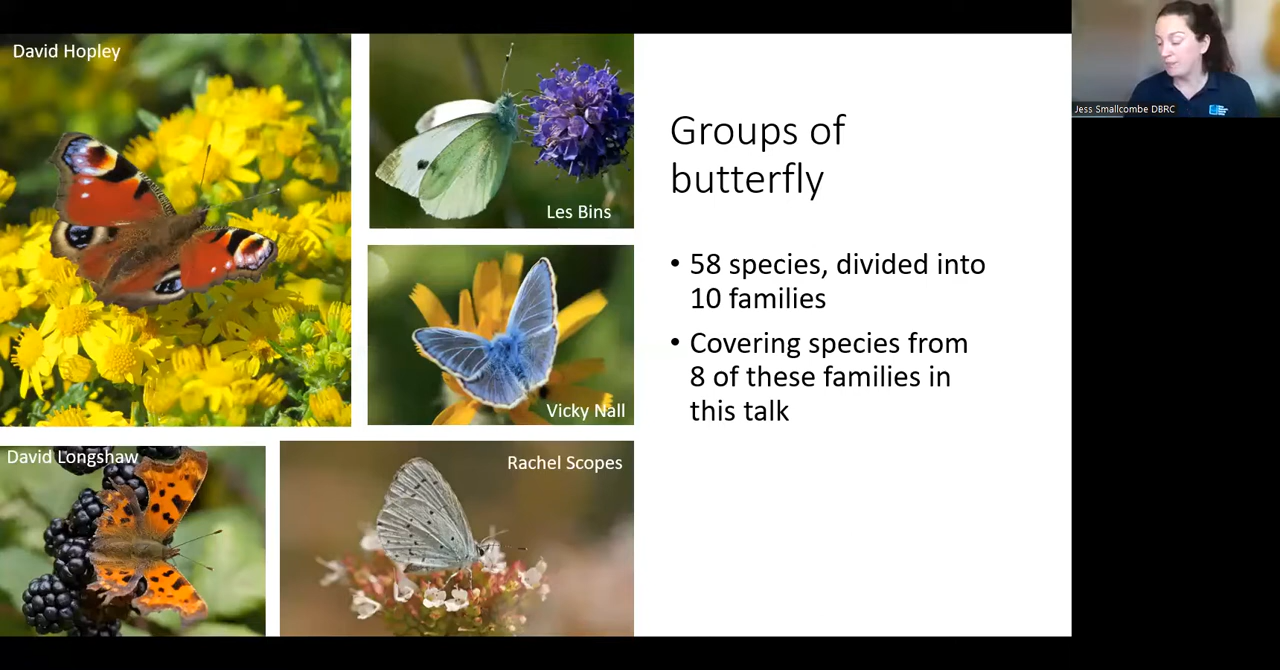 David Hopley
Les Bins
Vicky Nall
David Longshaw
Rachel Scopes
Groups of
butterfly
• 58 species, divided into
10 families
• Covering species from
8 of these families in
this talk
Jess Smallcombe DBRC